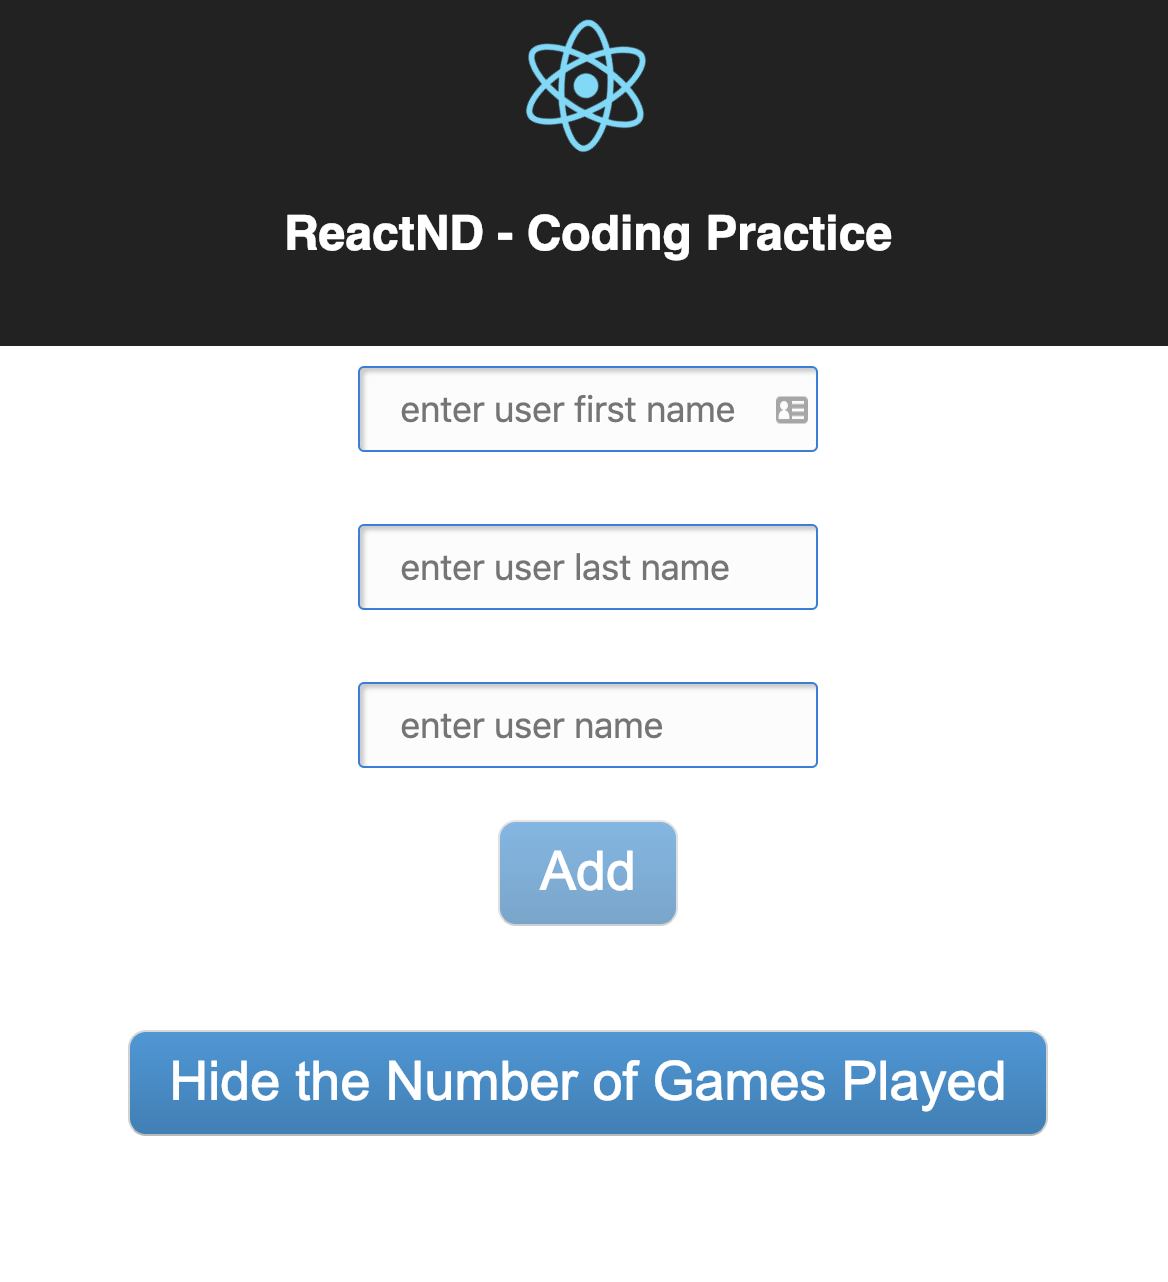 ReactND - Coding Practice
enter user first name
enter user last name
enter user name
Add
Hide the Number of Games Played